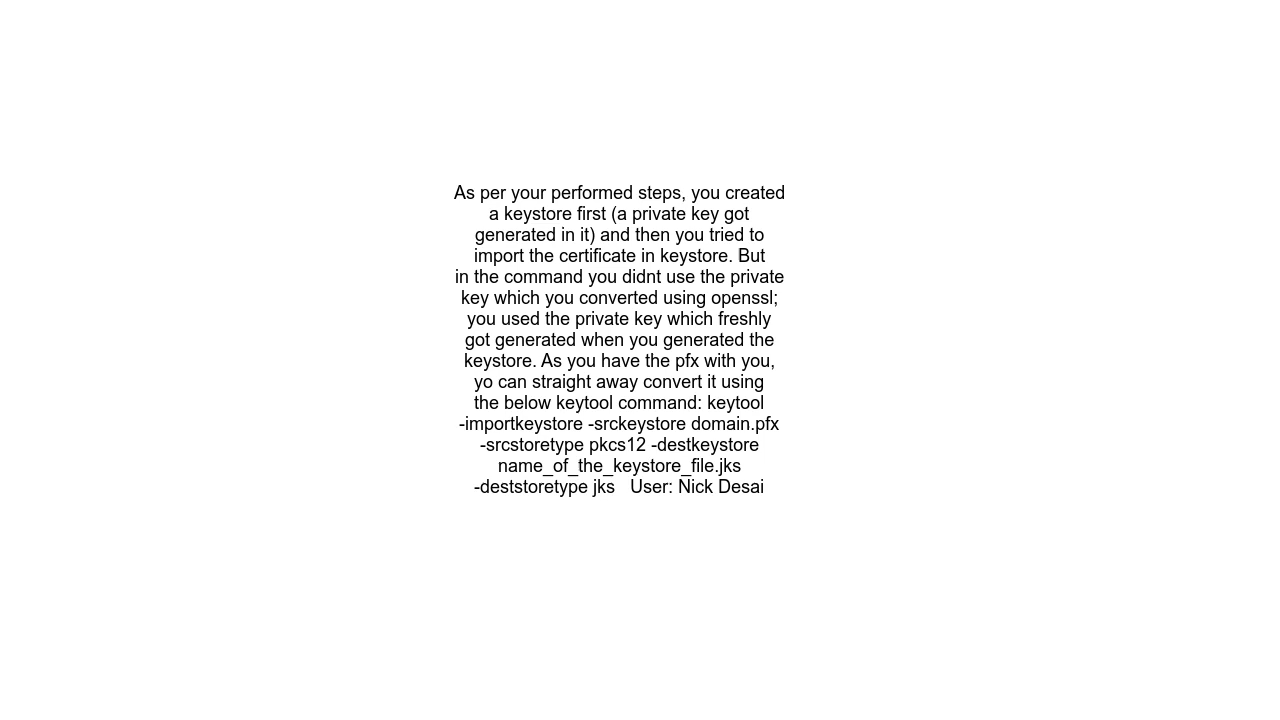 As per your performed steps, you created
a keystore first (a private key got
generated in it) and then you tried to
import the certificate in keystore. But
in the command you didnt use the private
key which you converted using openssl;
you used the private key which freshly
got generated when you generated the
keystore. As you have the pfx with you,
yo can straight away convert it using
the below keytool command: keytool
-importkeystore -srckeystore domain.pfx
-srcstoretype pkcs12 -destkeystore
name_of_the_keystore_file.jks
-deststoretype jks   User: Nick Desai